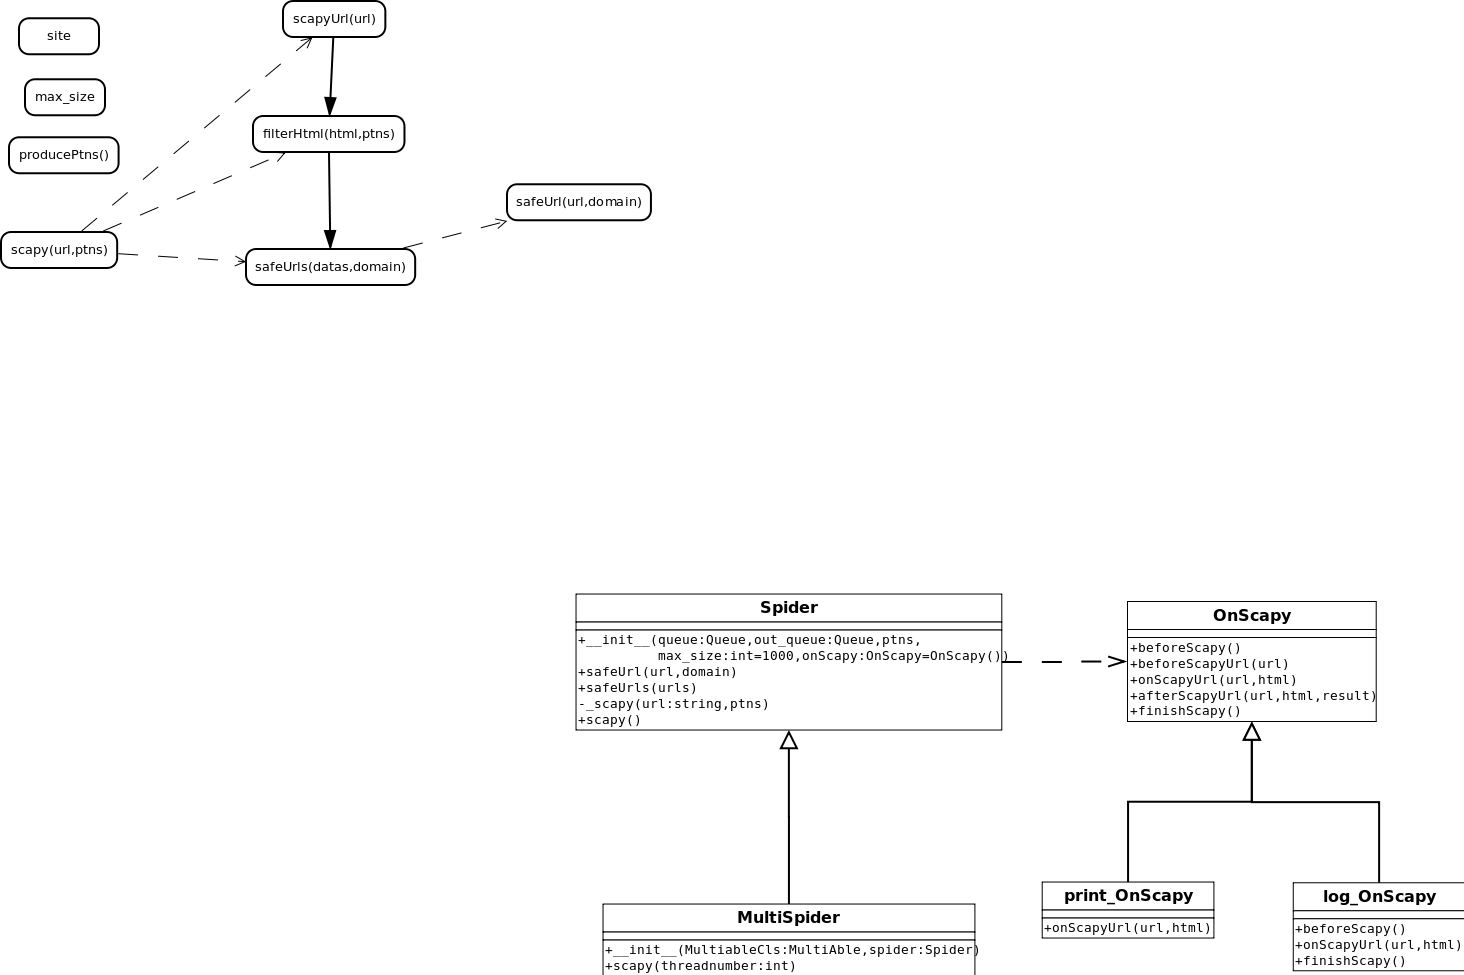 scapyUrl(url)
site
max_size
filterHtml(html,ptns)
producePtns()
safeUrl(url,domain)
scapy(url,ptns)
safeUrls(datas,domain)
Spider
+__init__(queue:Queue,out_queue:Queue,ptns,
max_size:int=1000,onScapy:OnScapy=OnScapy())
+safeUrl(url,domain)
+safeUrls(urls)
-_scapy(url:string,ptns)
+scapy()
OnScapy
+beforeScapy()
+beforeScapyUrl(url)
+onScapyUrl(url,html)
+afterScapyUrl(url,html,result)
+finishScapy()
MultiSpider
+__init__(MultiableCls:MultiAble,spider:Spider)
+scapy(threadnumber:int)
print_OnScapy
+onScapyUrl(url,html)
log_OnScapy
+beforeScapy()
+onScapyUrl(url,html)
+finishScapy()